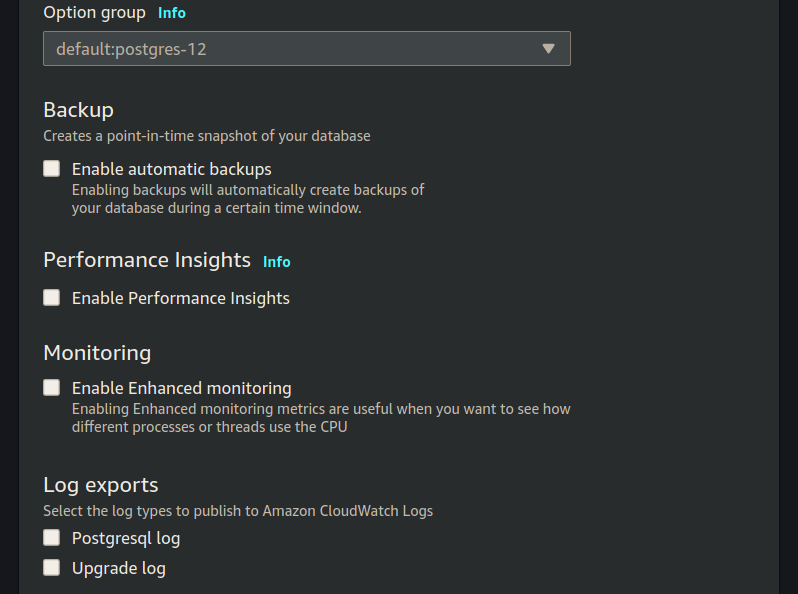 Option group Info
default:postgres-12
Backup
Creates a point-in-time snapshot of your database
Enable automatic backups
Enabling backups will automatically create backups of
your database during a certain time window.
Performance Insights Info
Enable Performance Insights
Monitoring
Enable Enhanced monitoring
Enabling Enhanced monitoring metrics are useful when you want to see how
different processes or threads use the CPU
Log exports
Select the log types to publish to Amazon CloudWatch Logs
Postgresql log
Upgrade log